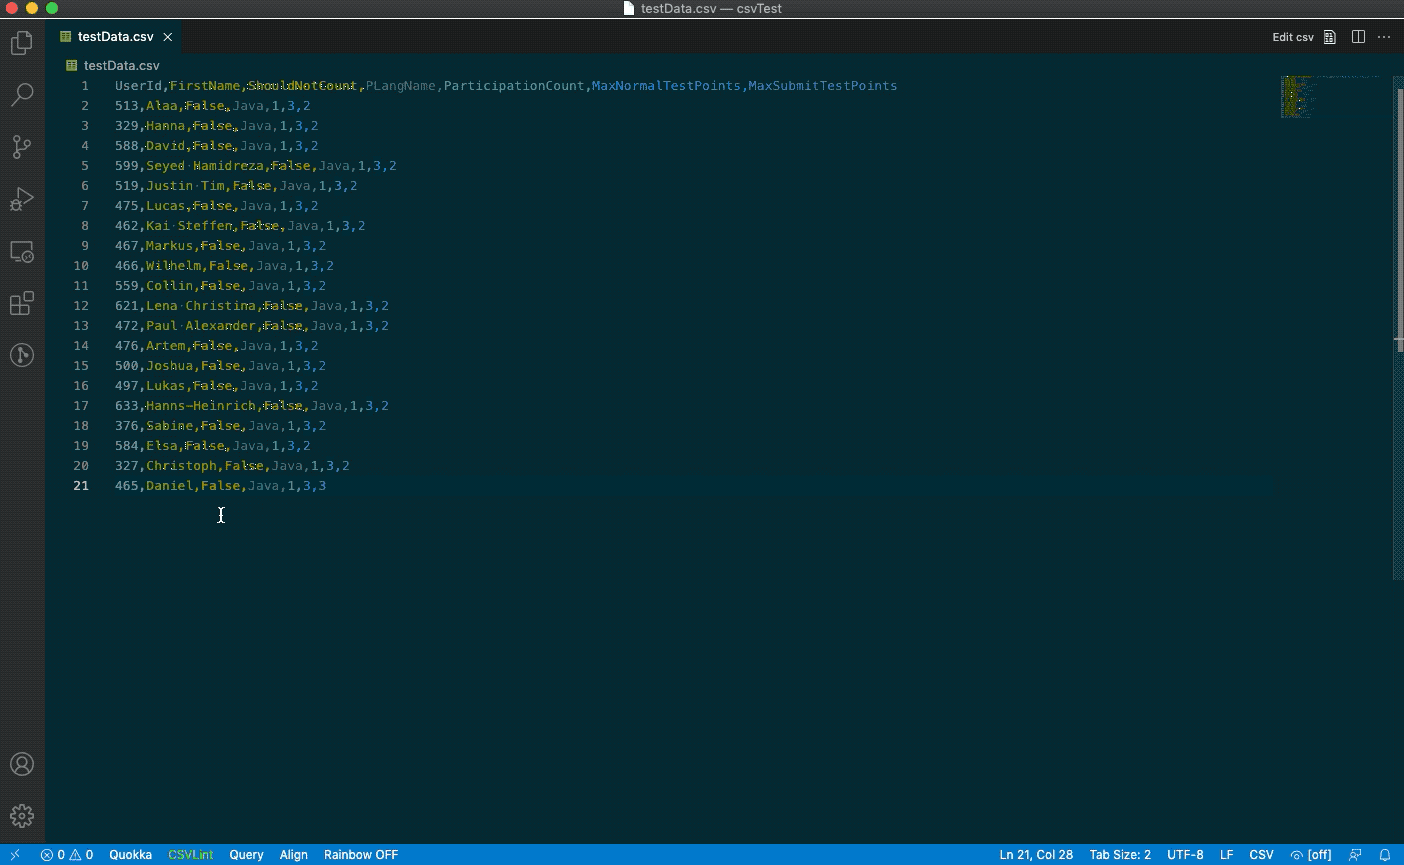 testData.csv — csvTest
testData.csv
Edit csv
testData.csv
1 UserId,FirstName,ShouldNotCount,PLangName,ParticipationCount,MaxNormalTestPoints,MaxSubmitTestPoints
2 513,Alaa,False,Java,1,3,2
3 329,Hanna,False,Java,1,3,2
4 588,David,False,Java,1,3,2
5 599,Seyed Hamidreza,False,Java,1,3,2
6 519,Justin Tim,False,Java,1,3,2
7 475,Lucas,False,Java,1,3,2
8 462,Kai Steffen,False,Java,1,3,2
9 467,Markus,False,Java,1,3,2
10 466,Wilhelm,False,Java,1,3,2
11 559,Collin,False,Java,1,3,2
12 621,Lena Christina,False,Java,1,3,2
13 472,Paul Alexander,False,Java,1,3,2
14 476,Artem,False,Java,1,3,2
15 500,Joshua,False,Java,1,3,2
16 497,Lukas,False,Java,1,3,2
17 633,Hanns-Heinrich,False,Java,1,3,2
18 376,Sabine,False,Java,1,3,2
19 584,Elsa,False,Java,1,3,2
20 327,Christoph,False,Java,1,3,2
21 465,Daniel,False,Java,1,3,3
0 0 Quokka CSVLint Query Align Rainbow OFF Ln 21, Col 28 Tab Size: 2 UTF-8 LF CSV [off]